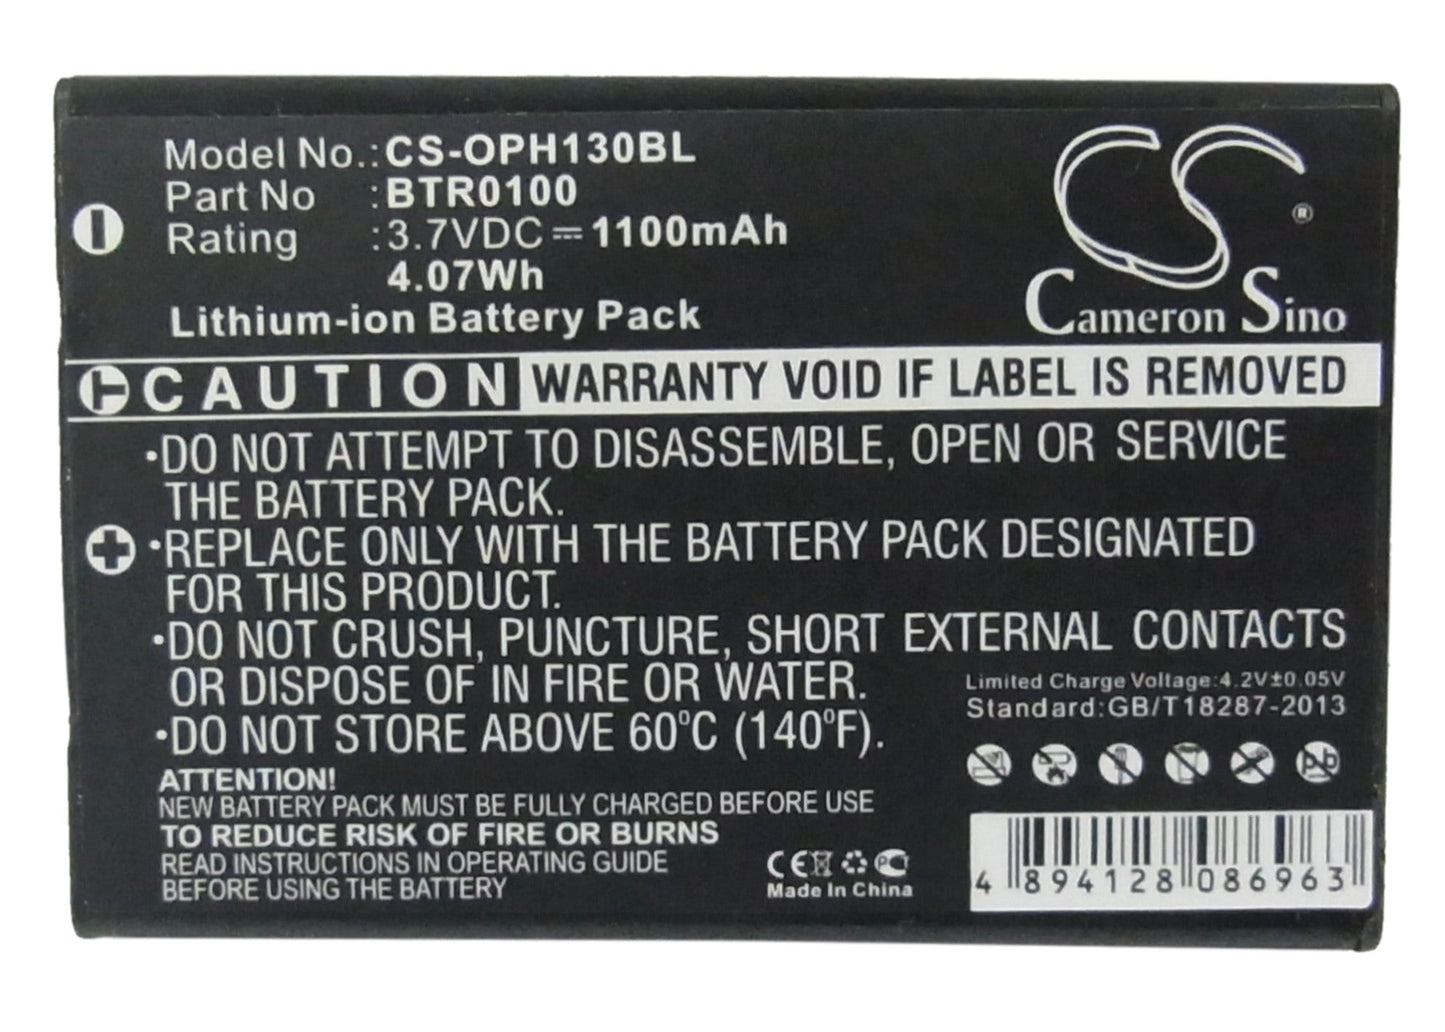 Model No.:CS-OPH130BL
Part No :BTR0100
Rating :3.7VDC⎓1100mAh
4.07Wh
Lithium-ion Battery Pack
CS®
Cameron Sino
CAUTION WARRANTY VOID IF LABEL IS REMOVED
•DO NOT ATTEMPT TO DISASSEMBLE, OPEN OR SERVICE
THE BATTERY PACK.
•REPLACE ONLY WITH THE BATTERY PACK DESIGNATED
FOR THIS PRODUCT.
•DO NOT CRUSH, PUNCTURE, SHORT EXTERNAL CONTACTS
OR DISPOSE OF IN FIRE OR WATER.
•DO NOT STORE ABOVE 60°C (140°F).
Limited Charge Voltage:4.2V±0.05V
Standard:GB/T18287-2013
Pb
ATTENTION!
NEW BATTERY PACK MUST BE FULLY CHARGED BEFORE USE
TO REDUCE RISK OF FIRE OR BURNS
READ INSTRUCTIONS IN OPERATING GUIDE
BEFORE USING THE BATTERY
CE
Made In China
4 894128 086963